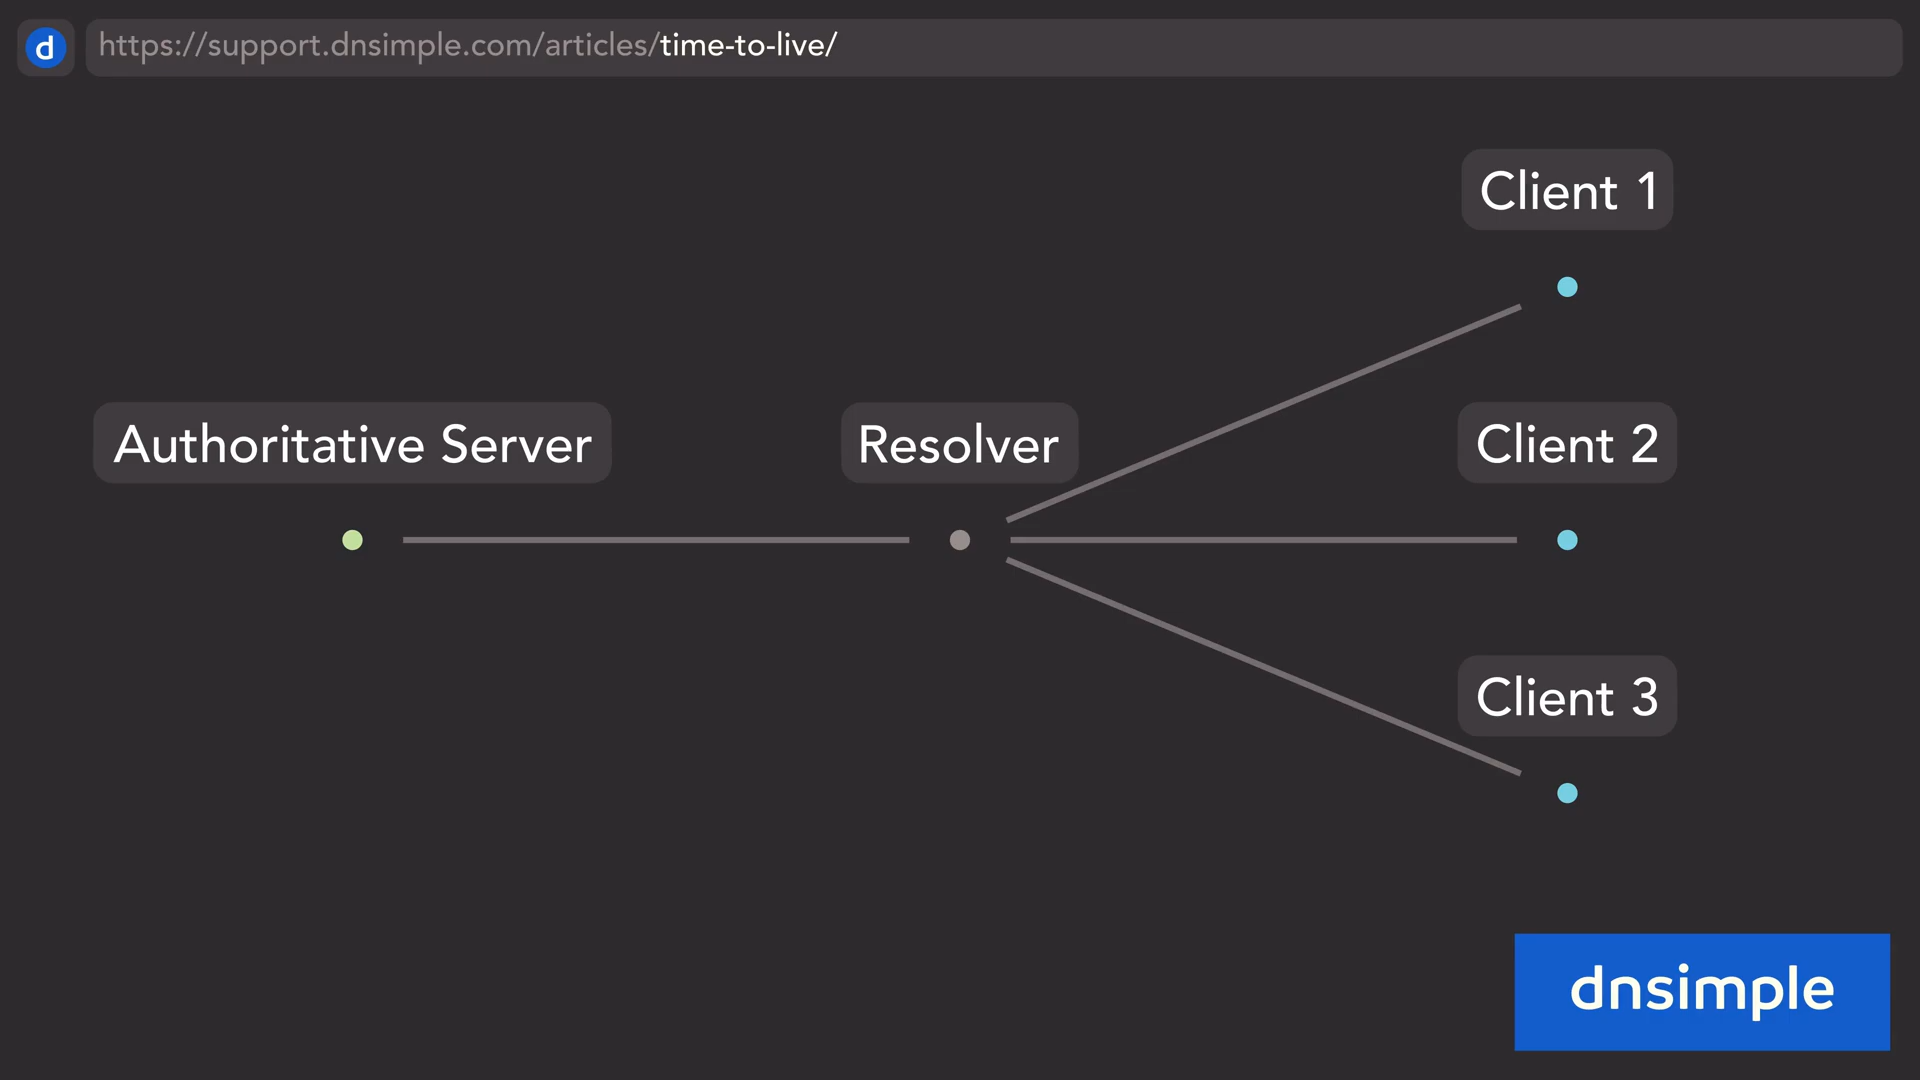 d
https://support.dnsimple.com/articles/time-to-live/
Client 1
Authoritative Server
Resolver
Client 2
Client 3
dnsimple